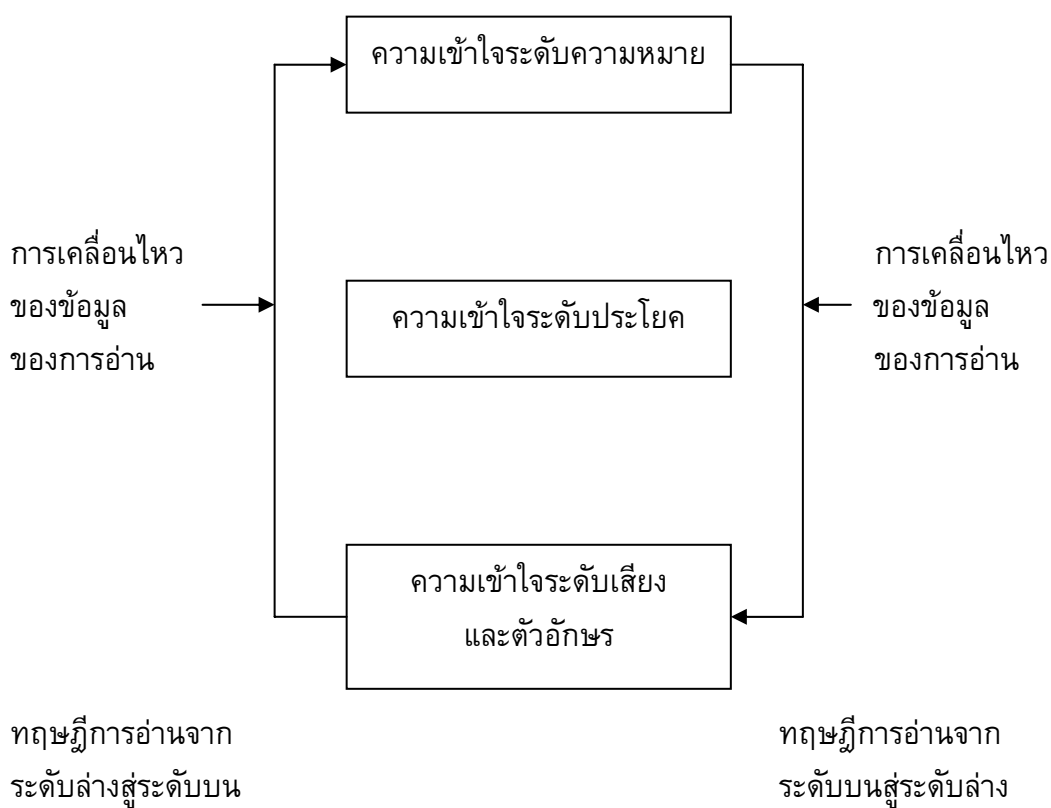 ความเข้าใจระดับความหมาย
การเคลื่อนไหว
ของข้อมูล
ของการอ่าน
ความเข้าใจระดับประโยค
การเคลื่อนไหว
ของข้อมูล
ของการอ่าน
ความเข้าใจระดับเสียง
และตัวอักษร
ทฤษฎีการอ่านจาก
ระดับล่างสู่ระดับบน
ทฤษฎีการอ่านจาก
ระดับบนสู่ระดับล่าง